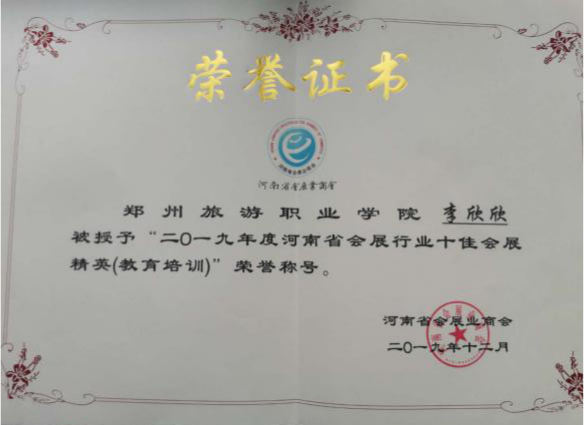 荣誉证书
河南省会展业商会
郑州旅游职业学院 李欣欣
被授予“二〇一九年度河南省会展行业十佳会展
精英(教育培训)”荣誉称号。
河南省会展业商会
二〇一九年十二月